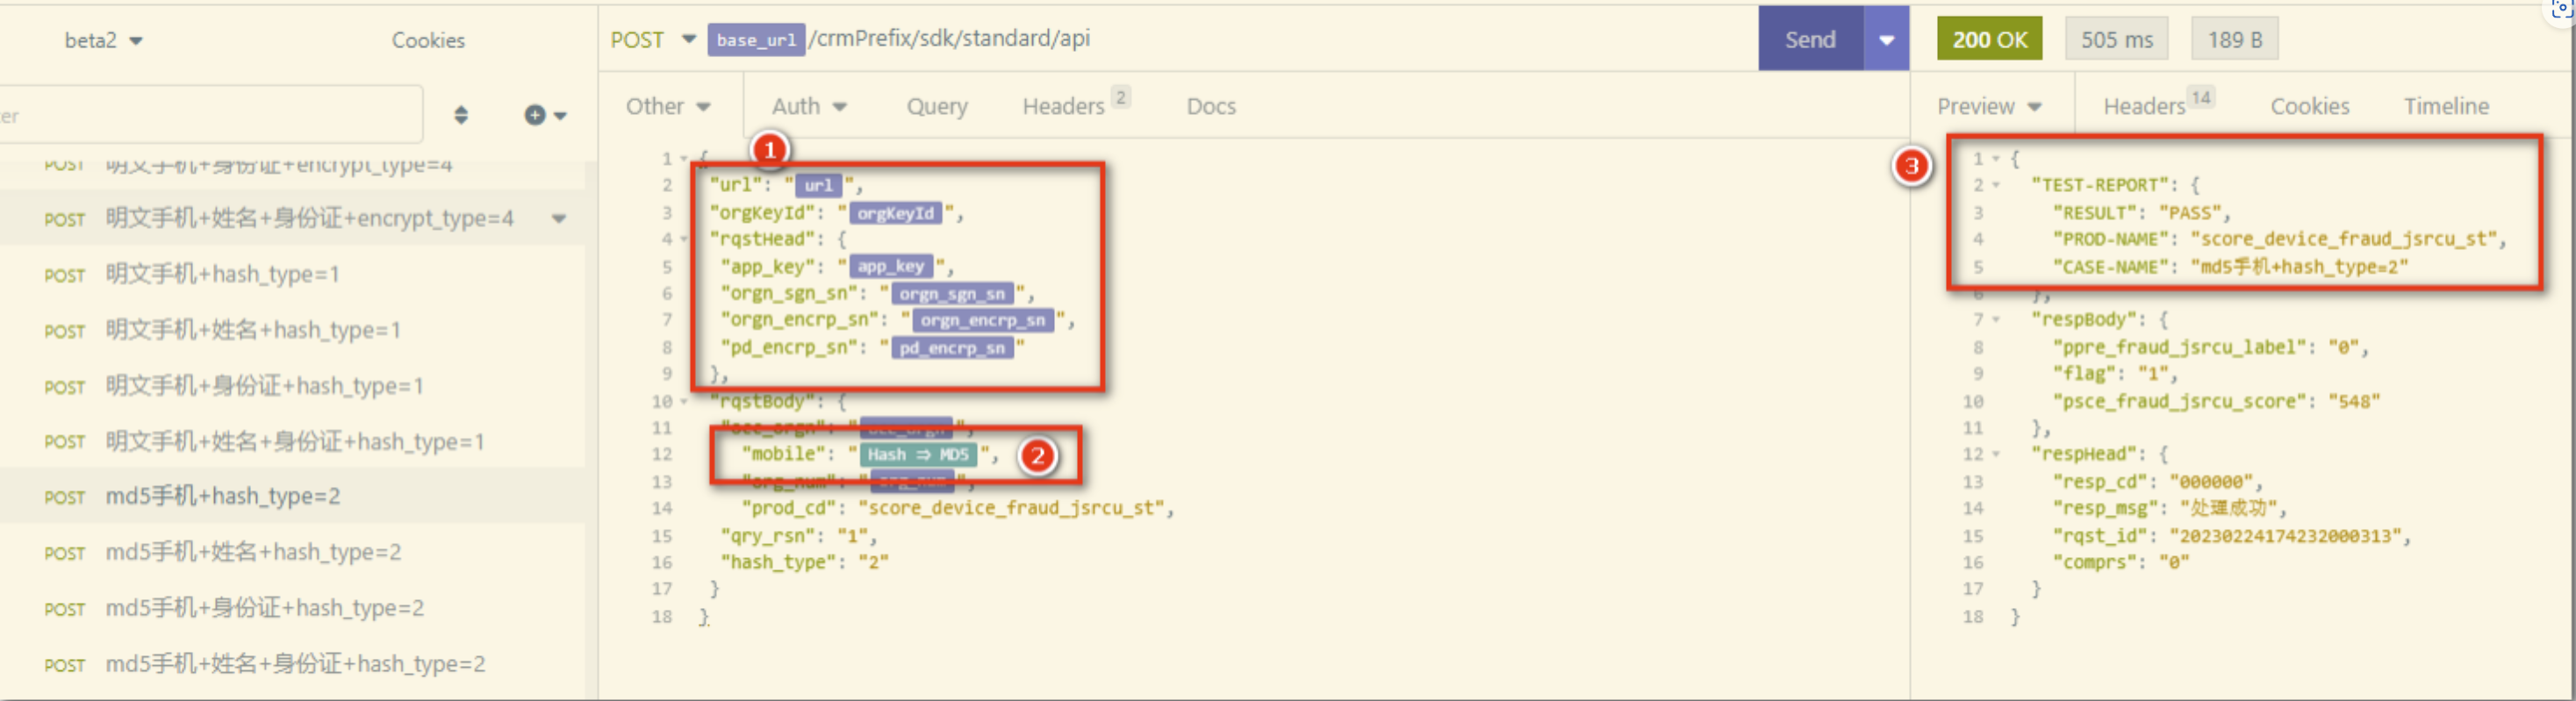 beta2 Cookies
ter
POST 明文手机+身份证+encrypt_type=4
POST 明文手机+姓名+身份证+encrypt_type=4
POST 明文手机+hash_type=1
POST 明文手机+姓名+hash_type=1
POST 明文手机+身份证+hash_type=1
POST 明文手机+姓名+身份证+hash_type=1
POST md5手机+hash_type=2
POST md5手机+姓名+hash_type=2
POST md5手机+身份证+hash_type=2
POST md5手机+姓名+身份证+hash_type=2
POST base_url /crmPrefix/sdk/standard/api Send
Other Auth Query Headers 2 Docs
1
1 {
2 "url": " url ",
3 "orgKeyId": " orgKeyId ",
4 "rqstHead": {
5 "app_key": " app_key ",
6 "orgn_sgn_sn": " orgn_sgn_sn ",
7 "orgn_encrp_sn": " orgn_encrp_sn ",
8 "pd_encrp_sn": " pd_encrp_sn "
9 },
10 "rqstBody": {
11
12 "mobile": " Hash ⇒ MD5 ", 2
13 "org_num": " org_num ",
14 "prod_cd": "score_device_fraud_jsrcu_st",
15 "qry_rsn": "1",
16 "hash_type": "2"
17 }
18 }
200 OK 505 ms 189 B
Preview Headers 14 Cookies Timeline
3
1 {
2 "TEST-REPORT": {
3 "RESULT": "PASS",
4 "PROD-NAME": "score_device_fraud_jsrcu_st",
5 "CASE-NAME": "md5手机+hash_type=2"
6 },
7 "respBody": {
8 "ppre_fraud_jsrcu_label": "0",
9 "flag": "1",
10 "psce_fraud_jsrcu_score": "548"
11 },
12 "respHead": {
13 "resp_cd": "000000",
14 "resp_msg": "处理成功",
15 "rqst_id": "20230224174232000313",
16 "comprs": "0"
17 }
18 }